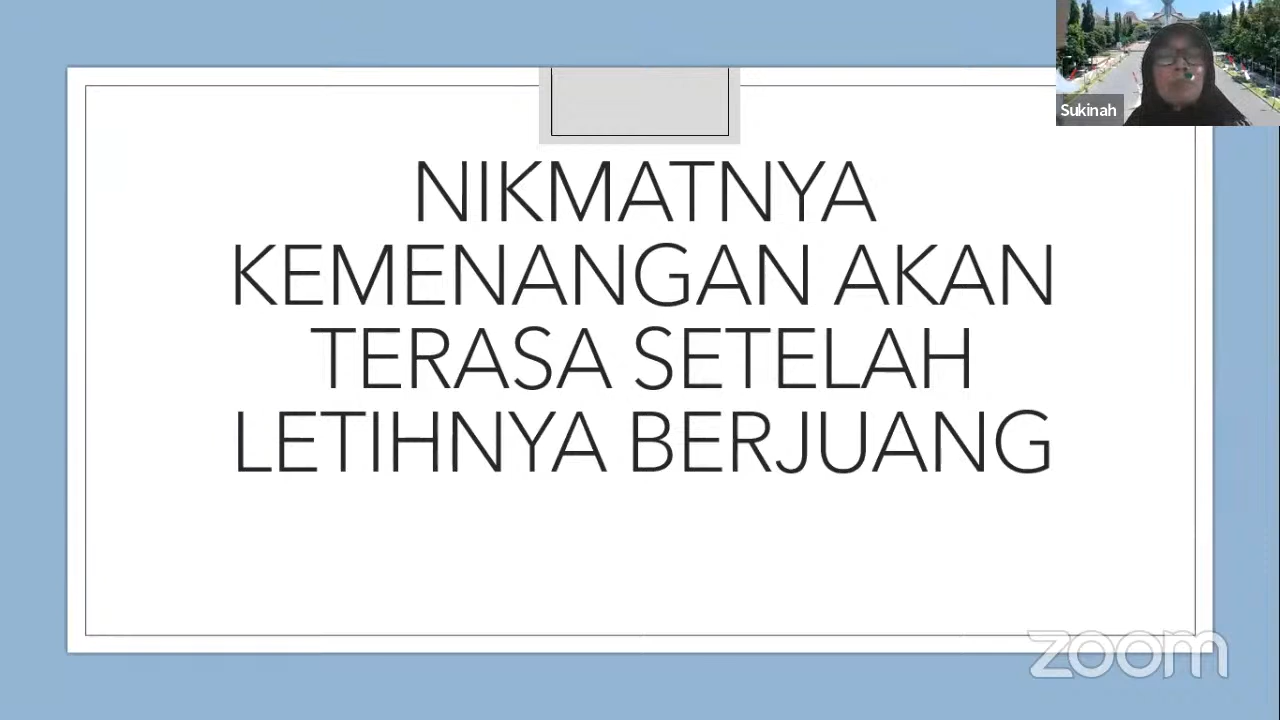 Sukinah
NIKMATNYA
KEMENANGAN AKAN
TERASA SETELAH
LETIHNYA BERJUANG
zoom